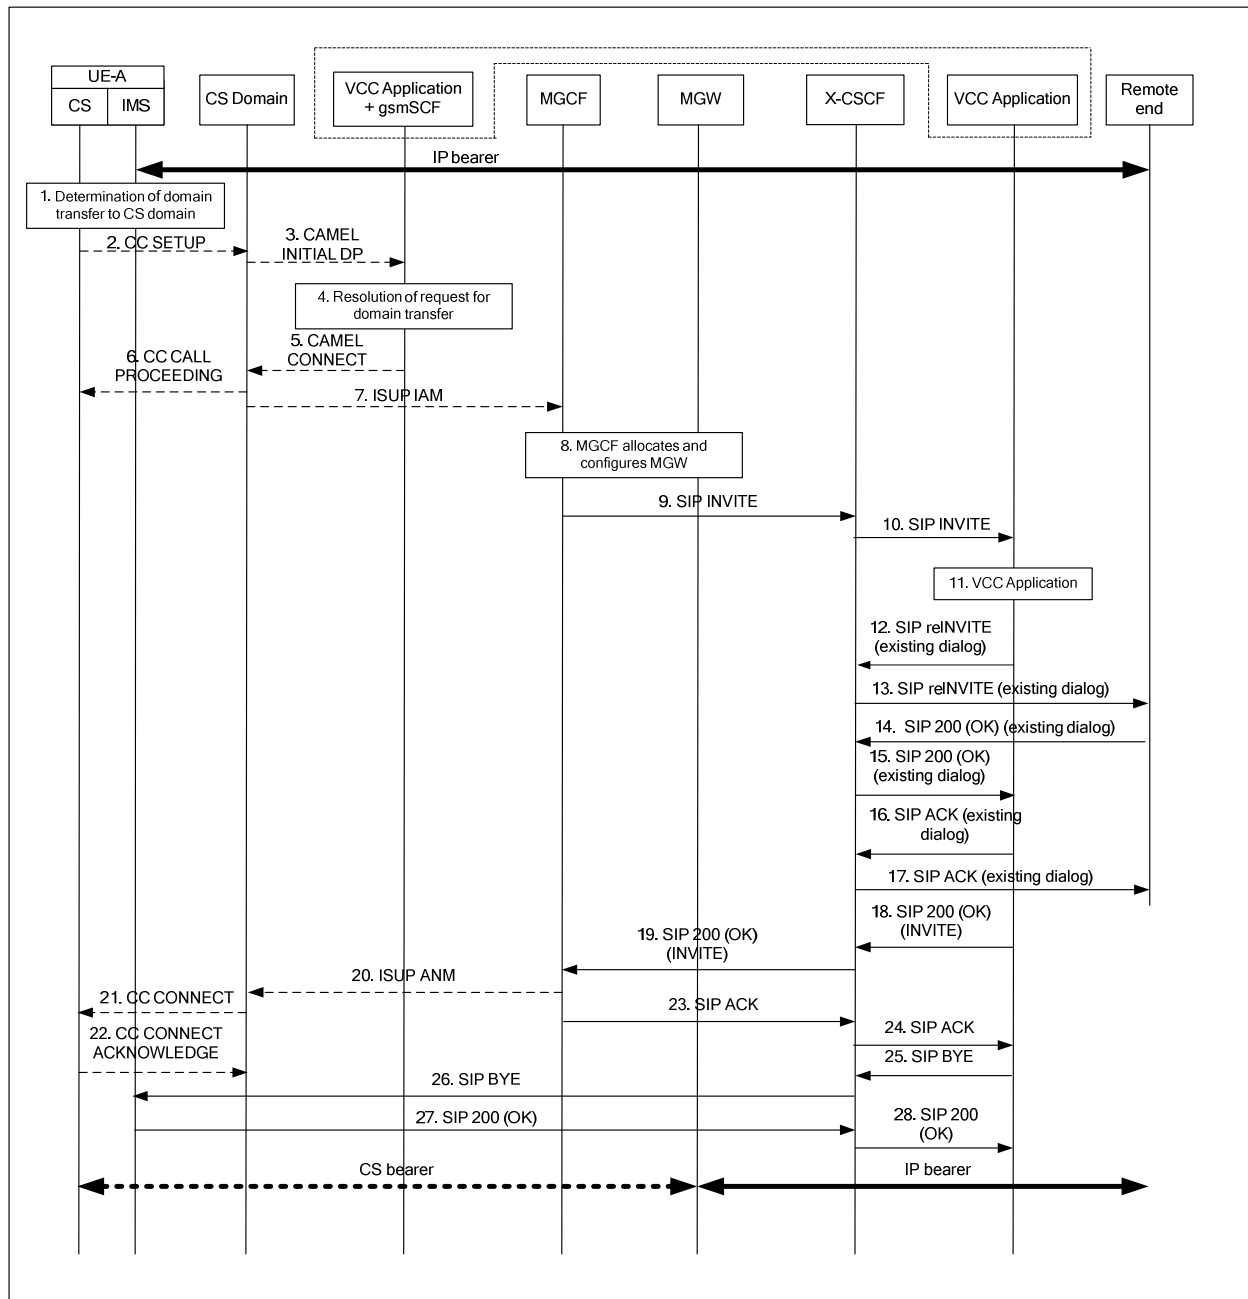 UE-A
CS
IMS
CS Domain
VCC Application
+ gsmSCF
MGCF
MGW
X-CSCF
VCC Application
Remote
end
IP bearer
1. Determination of domain
transfer to CS domain
2. CC SETUP
3. CAMEL
INITIAL DP
4. Resolution of request for
domain transfer
5. CAMEL
CONNECT
6. CC CALL
PROCEEDING
7. ISUP IAM
8. MGCF allocates and
configures MGW
9. SIP INVITE
10. SIP INVITE
11. VCC Application
12. SIP reINVITE
(existing dialog)
13. SIP reINVITE (existing dialog)
14. SIP 200 (OK) (existing dialog)
15. SIP 200 (OK)
(existing dialog)
16. SIP ACK (existing
dialog)
17. SIP ACK (existing dialog)
18. SIP 200 (OK)
(INVITE)
19. SIP 200 (OK)
(INVITE)
20. ISUP ANM
21. CC CONNECT
22. CC CONNECT
ACKNOWLEDGE
23. SIP ACK
24. SIP ACK
25. SIP BYE
26. SIP BYE
27. SIP 200 (OK)
28. SIP 200
(OK)
CS bearer
IP bearer